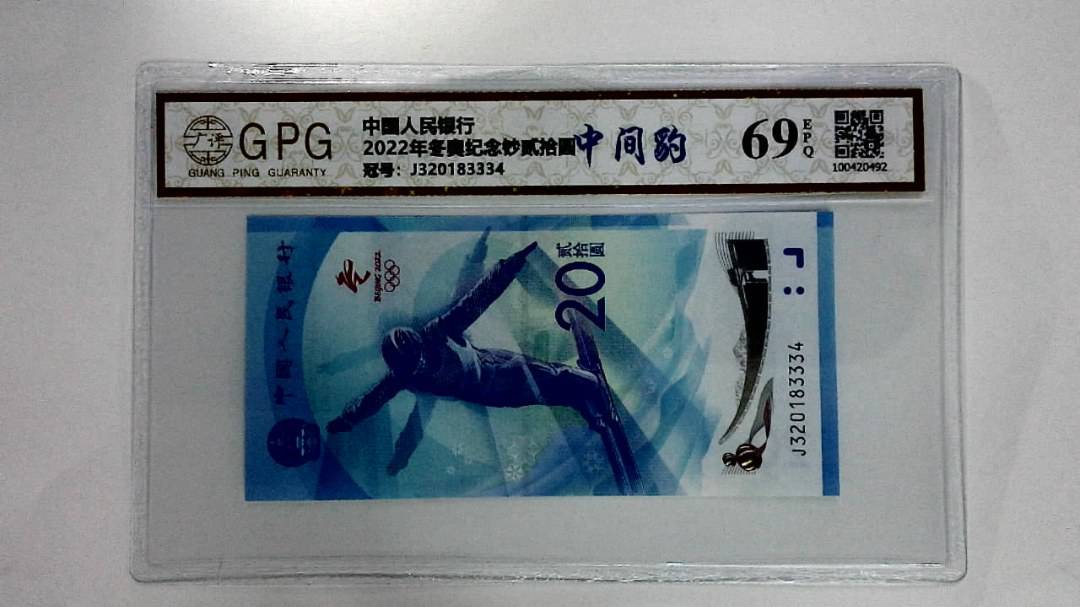 广评
GPG
GUANG PING GUARANTY
中国人民银行
2022年冬奥纪念钞贰拾圆
冠号：J320183334
中间豹
69
EPQ
100420492
中国人民银行
BEIJING 2022
20
贰拾圆
J320183334